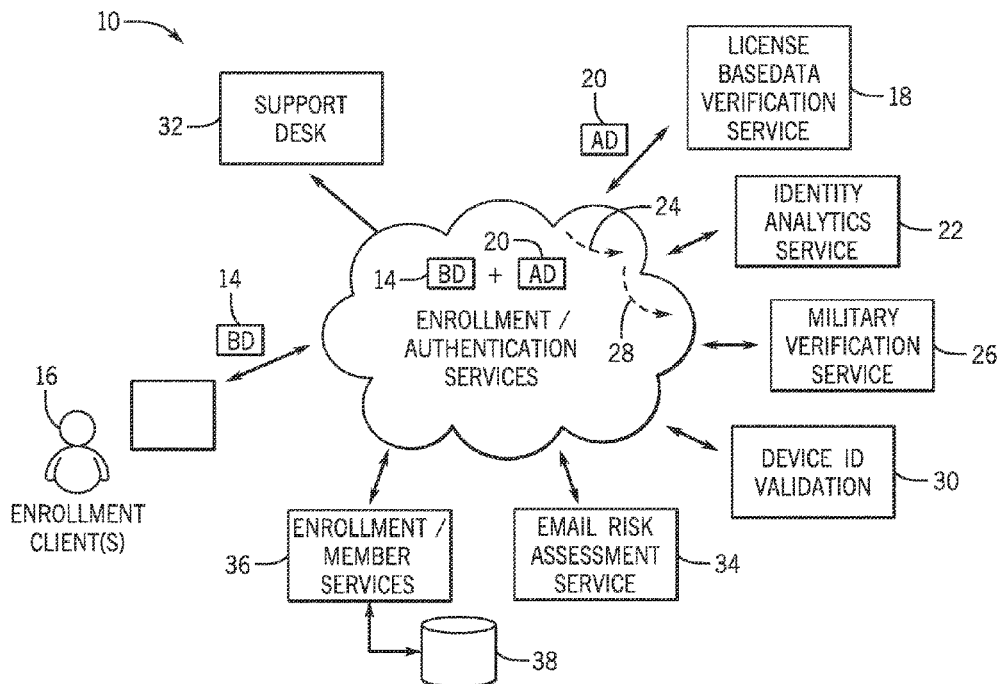 10
SUPPORT
DESK
32
20
AD
LICENSE
BASEDATA
VERIFICATION
SERVICE
18
24
IDENTITY
ANALYTICS
SERVICE
22
20
14
BD + AD
ENROLLMENT /
AUTHENTICATION
SERVICES
28
MILITARY
VERIFICATION
SERVICE
26
14
BD
16
ENROLLMENT
CLIENT(S)
DEVICE ID
VALIDATION
30
ENROLLMENT /
MEMBER
SERVICES
36
EMAIL RISK
ASSESSMENT
SERVICE
34
38